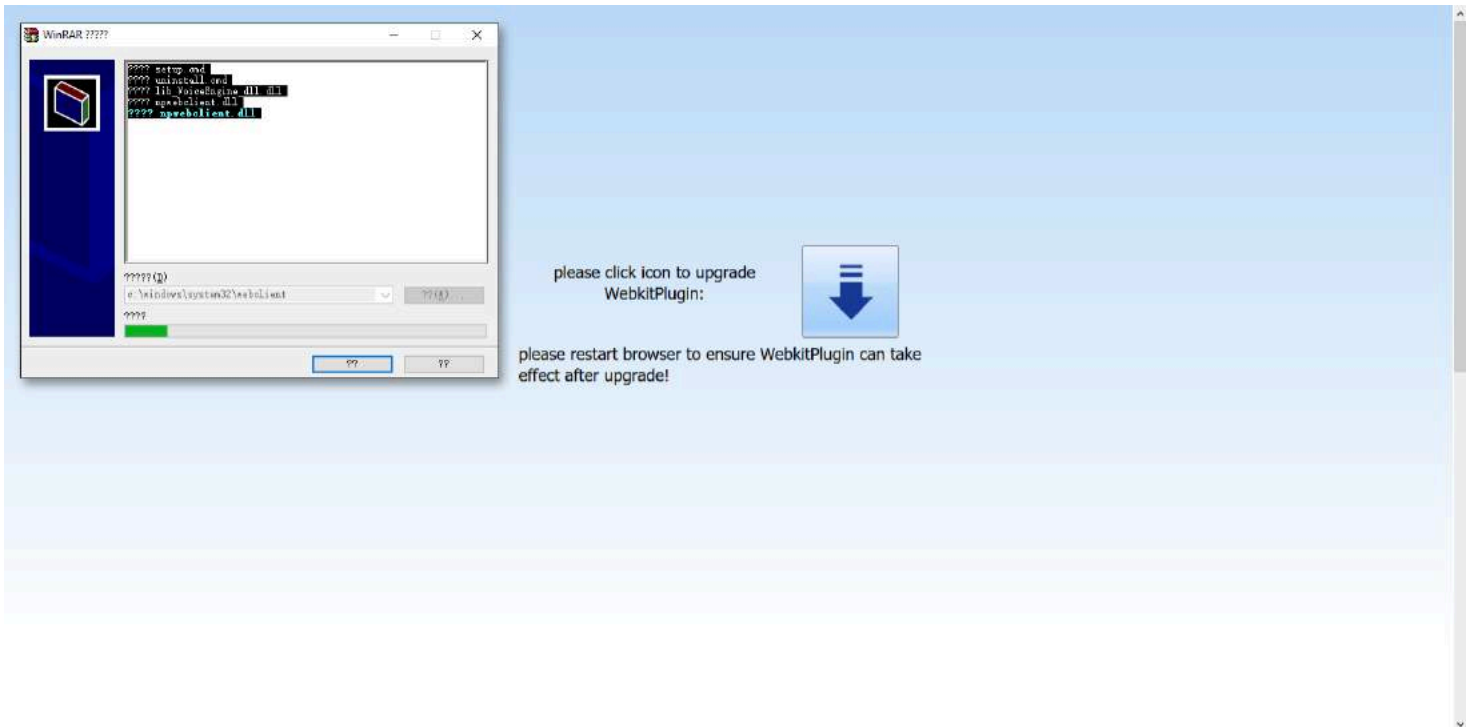 WinRAR ?????
???? setup.cmd
???? uninstall.cmd
???? lib_VoiceEngine_dll.dll
???? npwebclient.dll
???? npwebclient.dll
?????(D)
c:\windows\system32\webclient
??(A)...
????
??
??
please click icon to upgrade
WebkitPlugin:
please restart browser to ensure WebkitPlugin can take
effect after upgrade!